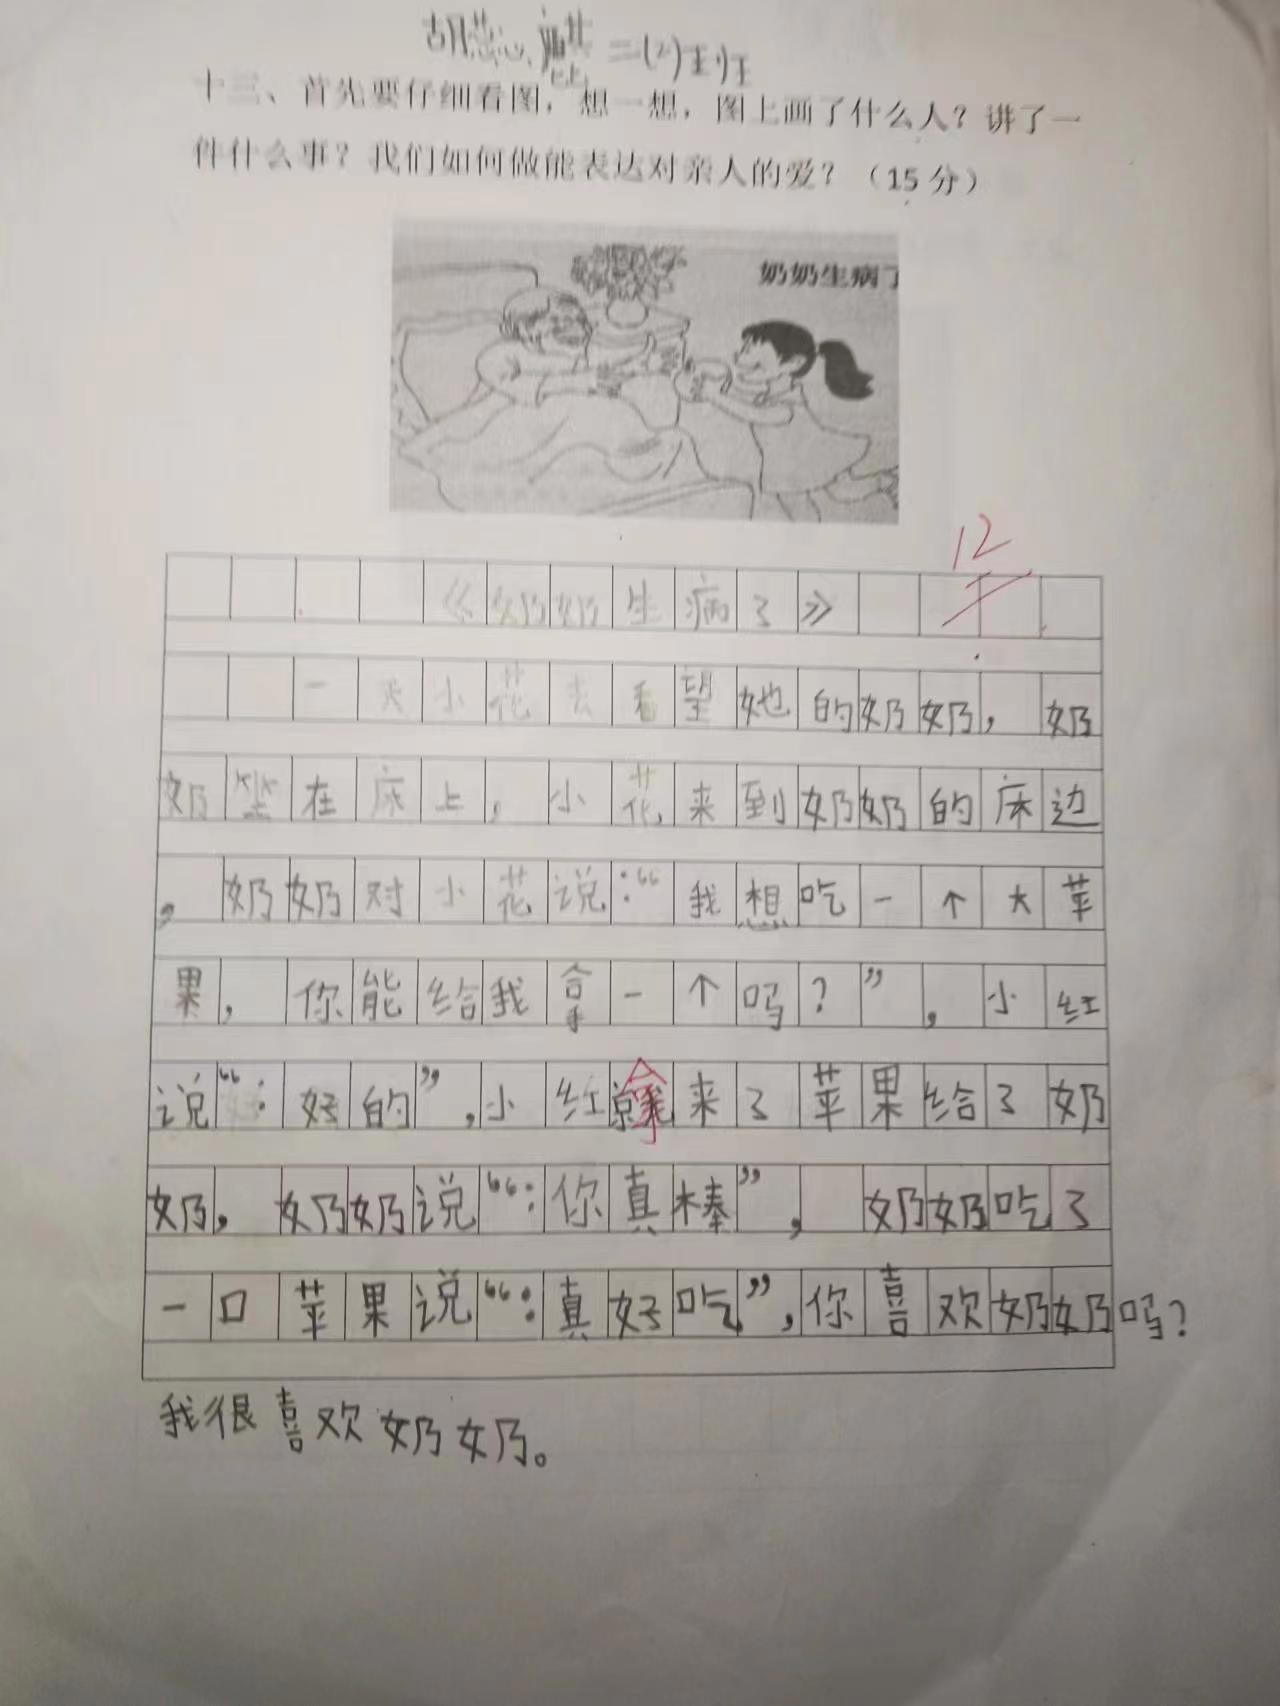 胡蕊 二(2)班
十三、首先要仔细看图，想一想，图上画了什么人？讲了一
件什么事？我们如何做能表达对亲人的爱？（15分）
奶奶生病了
12
《奶奶生病了》
一天小花去看望她的奶奶，奶
奶坐在床上，小花来到奶奶的床边
，奶奶对小花说：“我想吃一个大苹
果，你能给我拿一个吗？”，小红
说“：好的”，小红拿来了苹果给了奶
奶，奶奶说“：你真棒”，奶奶吃了
一口苹果说“：真好吃”，你喜欢奶奶吗？
我很喜欢奶奶。